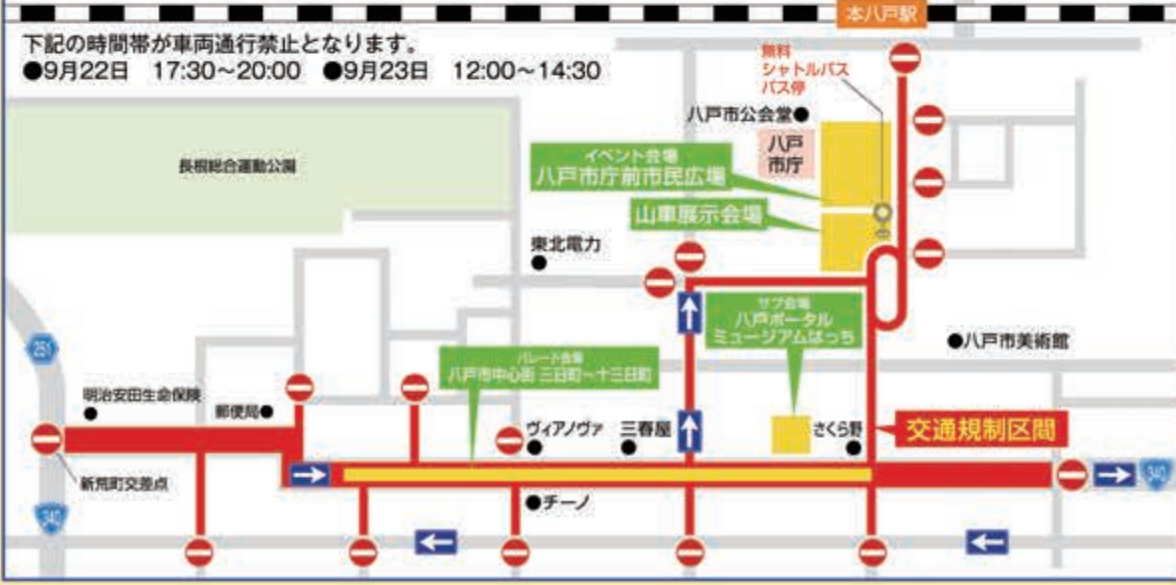 本八戸駅
下記の時間帯が車両通行禁止となります。
●9月22日 17:30～20:00 ●9月23日 12:00～14:30
無料
シャトルバス
バス停
八戸市公会堂●
八戸
市庁
長根総合運動公園
イベント会場
八戸市庁前市民広場
山車展示会場
東北電力
サブ会場
八戸ポータル
ミュージアムはっち
●八戸市美術館
251
パレード会場
八戸市中心街 三日町～十三日町
明治安田生命保険
郵便局●
ヴィアノヴァ
三春屋
さくら野
交通規制区間
新荒町交差点
340
●チーノ
340